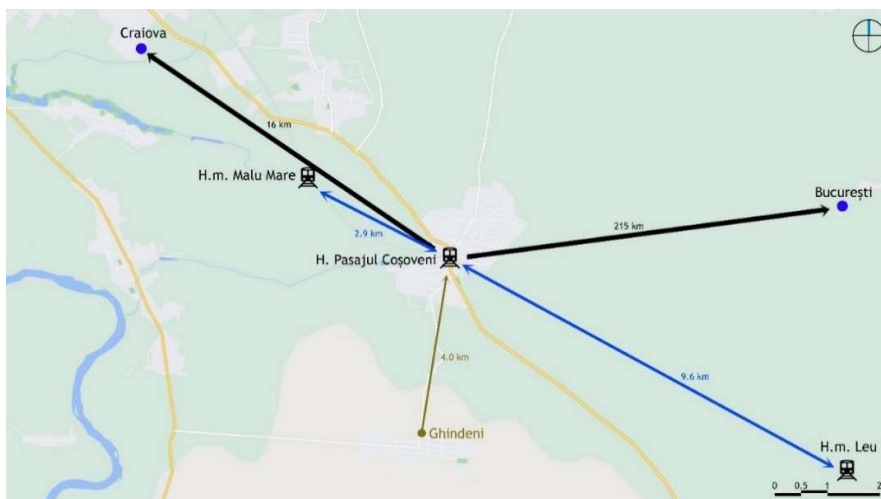 Craiova
16 km
H.m. Malu Mare
București
2.9 km
215 km
H. Pasajul Coșoveni
4.0 km
9.6 km
Ghindeni
H.m. Leu
0 0.5 1 2